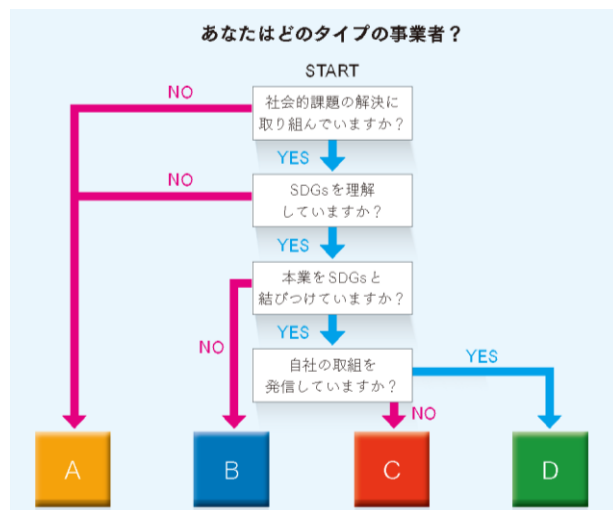 あなたはどのタイプの事業者？
START
NO
社会的課題の解決に
取り組んでいますか？
YES
NO
SDGsを理解
していますか？
YES
本業をSDGsと
結びつけていますか？
NO
YES
自社の取組を
発信していますか？
YES
NO
A
B
C
D